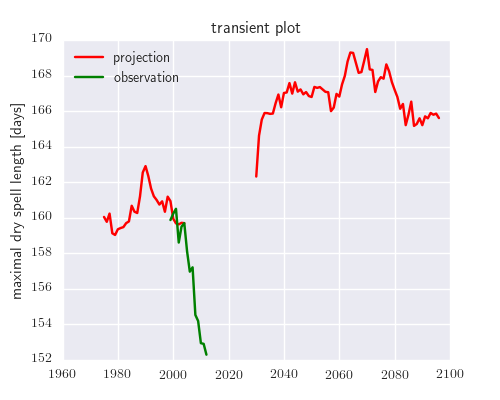 transient plot
170
168
166
164
162
160
158
156
154
152
maximal dry spell length [days]
projection
observation
1960 1980 2000 2020 2040 2060 2080 2100